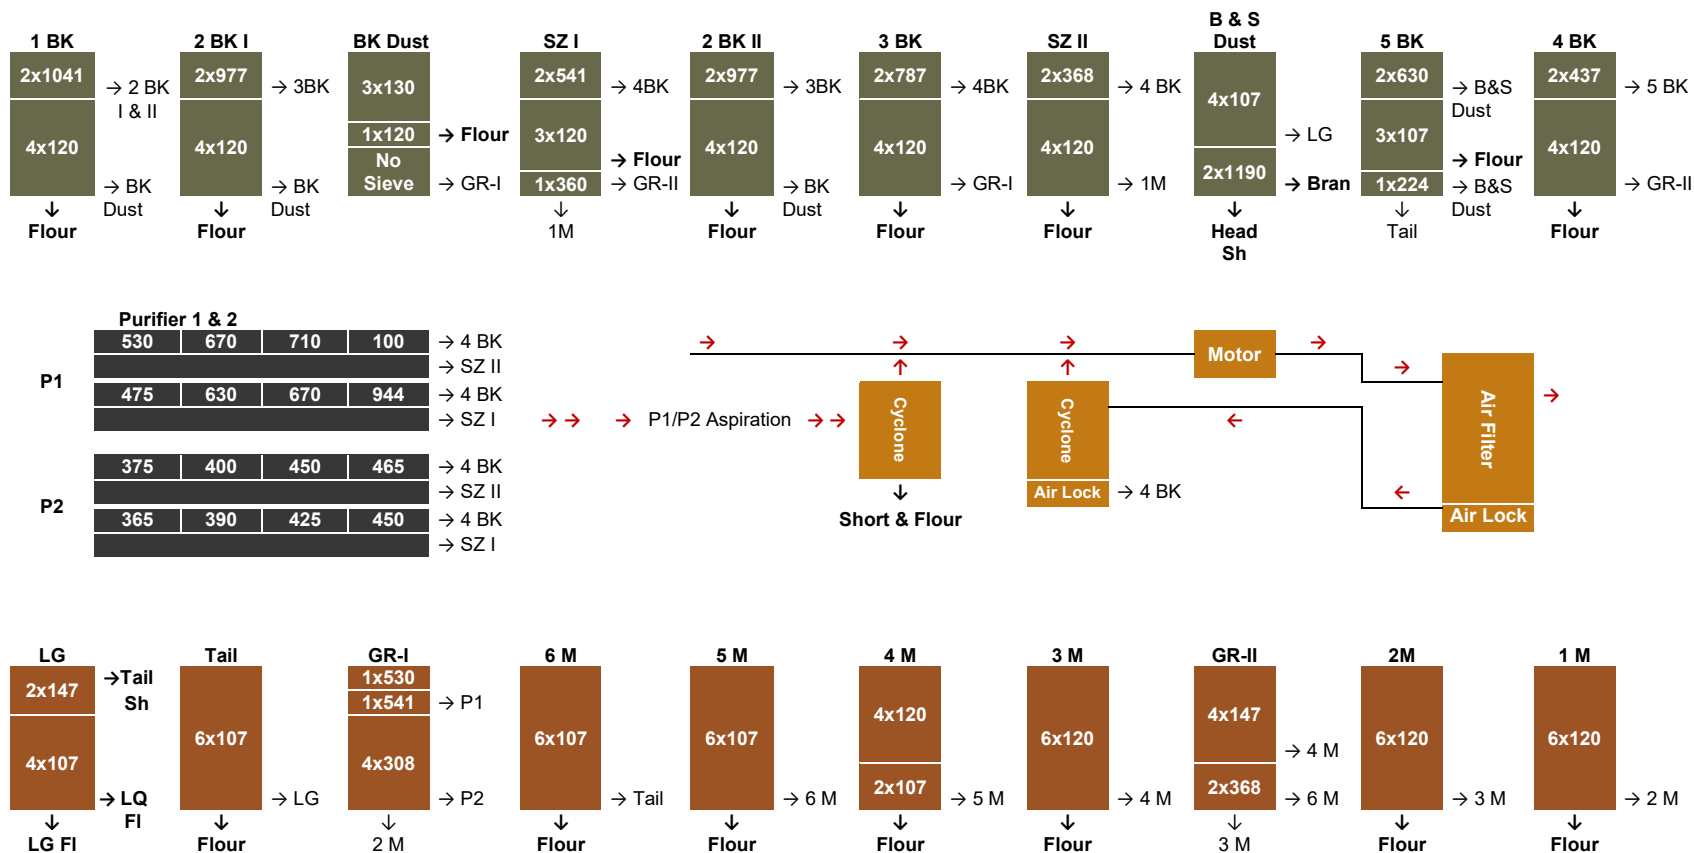 B & S
1 BK 2 BK I BK Dust SZ I 2 BK II 3 BK SZ II Dust 5 BK 4 BK
2x1041 2x977 3x130 2x541 2x977 2x787 2x368 4x107 2x630 2x437
→ 2 BK → 3BK → 4BK → 3BK → 4BK → 4 BK → B&S → 5 BK
I & II Dust
4x120 4x120 1x120 → Flour 3x120 4x120 4x120 4x120 → LG 3x107 4x120
No → Flour → Flour
Sieve → GR-I 1x360 → GR-II 2x1190 → Bran 1x224 → B&S
→ BK → BK → BK → GR-I → 1M Dust → GR-II
Dust Dust Dust
↓ ↓ ↓ ↓ ↓ ↓ ↓ ↓ ↓
Flour Flour 1M Flour Flour Flour Head Tail Flour
Sh
Purifier 1 & 2
P1
530 670 710 100 → 4 BK
→ SZ II
475 630 670 944 → 4 BK
→ SZ I
P2
375 400 450 465 → 4 BK
→ SZ II
365 390 425 450 → 4 BK
→ SZ I
→ → → → Motor →
→ →
↑ ↑
→ → → P1/P2 Aspiration → → Cyclone
Cyclone
←
Air Filter
←
Air Lock → 4 BK
Air Lock
↓
Short & Flour
LG Tail GR-I 6 M 5 M 4 M 3 M GR-II 2M 1 M
2x147 →Tail
Sh
6x107 1x530
1x541 → P1
6x107 6x107 4x120 6x120 4x147 6x120 6x120
→ 4 M
4x107 4x308 2x107 2x368
→ LQ
Fl
→ LG → P2 → Tail → 6 M → 5 M → 4 M → 6 M → 3 M → 2 M
↓ ↓ ↓ ↓ ↓ ↓ ↓ ↓ ↓ ↓
LG Fl Flour 2 M Flour Flour Flour Flour 3 M Flour Flour